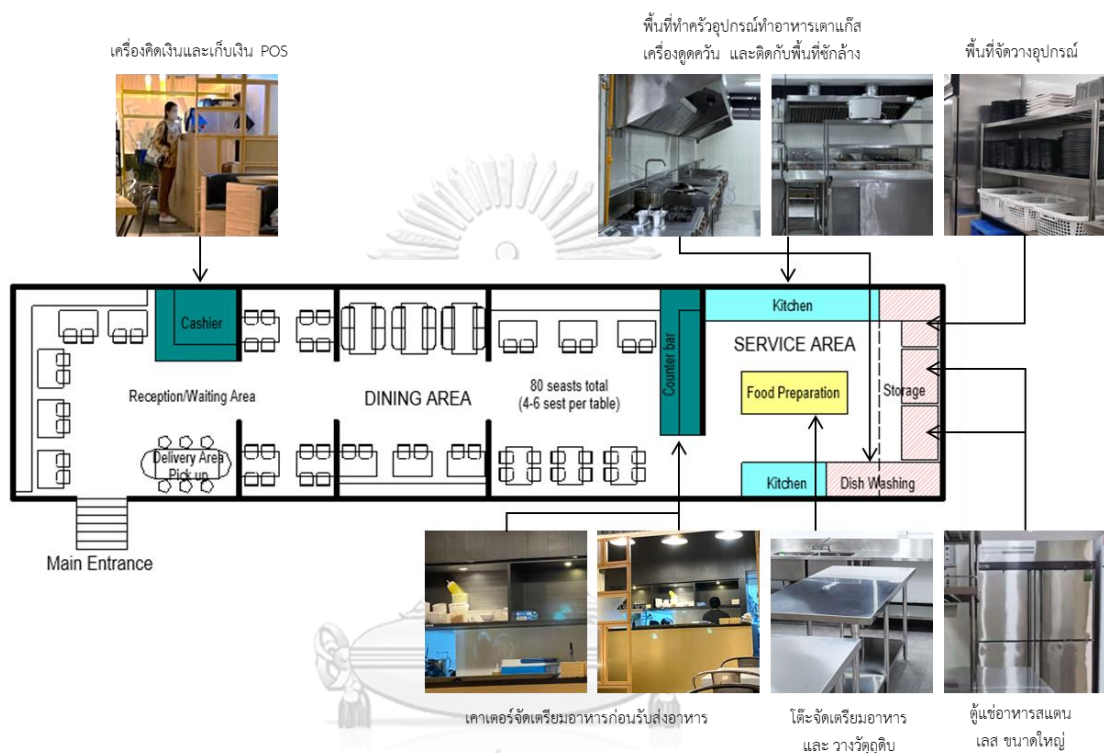 เครื่องคิดเงินและเก็บเงิน POS
พื้นที่ทำครัวอุปกรณ์ทำอาหารเตาแก๊ส
เครื่องดูดควัน และติดกับพื้นที่ซักล้าง
พื้นที่จัดวางอุปกรณ์
Cashier
Kitchen
Counter bar
SERVICE AREA
Reception/Waiting Area
DINING AREA
80 seasts total
(4-6 sest per table)
Food Preparation
Storage
Delivery Area
Pick up
Kitchen
Dish Washing
Main Entrance
เคาเตอร์จัดเตรียมอาหารก่อนรับส่งอาหาร
โต๊ะจัดเตรียมอาหาร
และ วางวัตถุดิบ
ตู้แช่อาหารสแตน
เลส ขนาดใหญ่